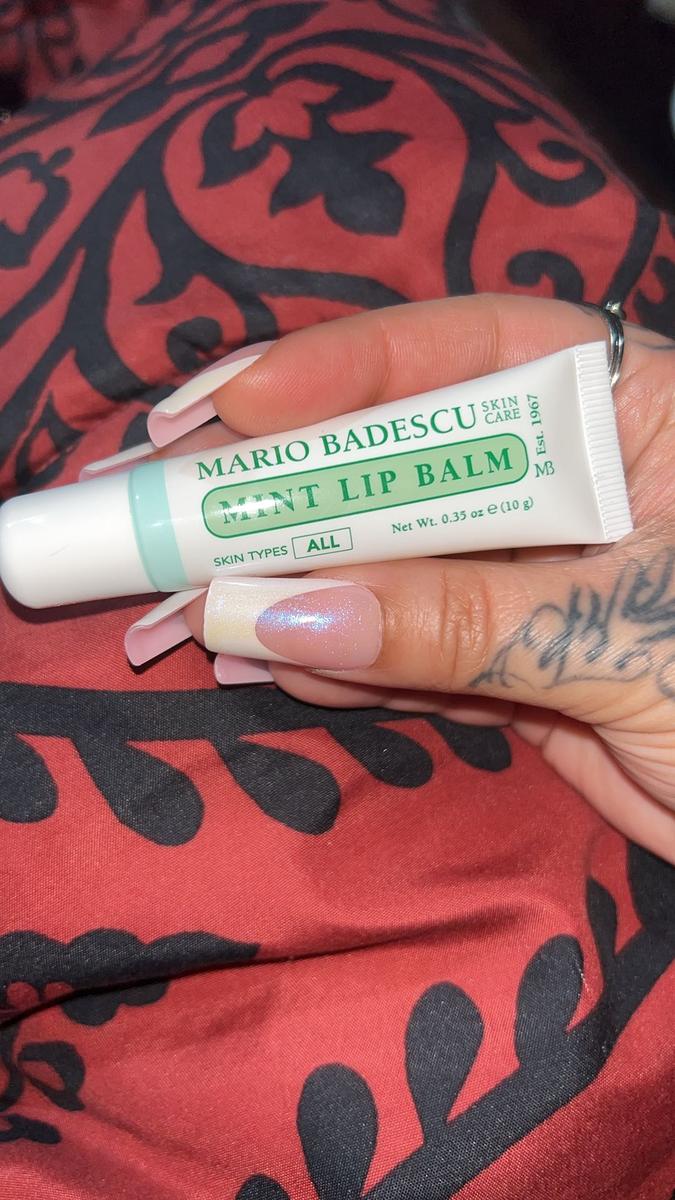 MARIO BADESCU SKIN CARE
MINT LIP BALM
SKIN TYPES ALL
Net Wt. 0.35 oz e (10 g)
Est. 1967
MB